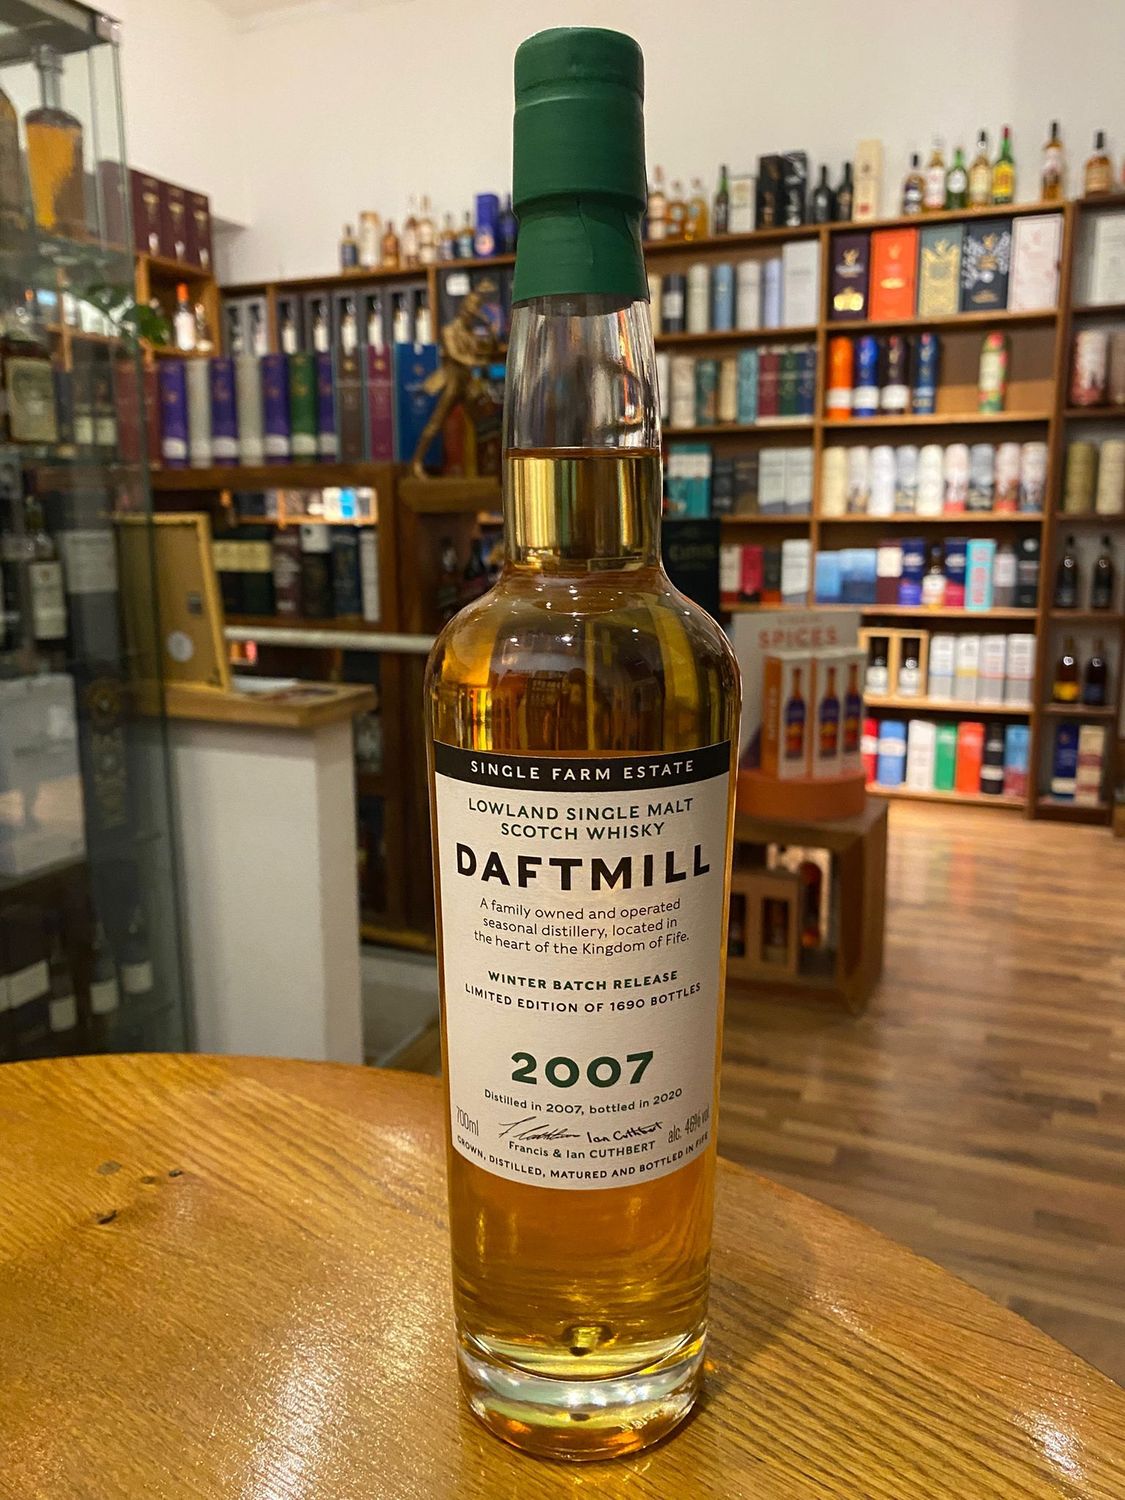 SINGLE FARM ESTATE
LOWLAND SINGLE MALT
SCOTCH WHISKY
DAFTMILL
A family owned and operated
seasonal distillery, located in
the heart of the Kingdom of Fife.
WINTER BATCH RELEASE
LIMITED EDITION OF 1690 BOTTLES
2007
Distilled in 2007, bottled in 2020
700ml
Ian Cuthbert
alc. 46% vol
Francis & Ian CUTHBERT
GROWN, DISTILLED, MATURED AND BOTTLED IN FIFE
SPICES